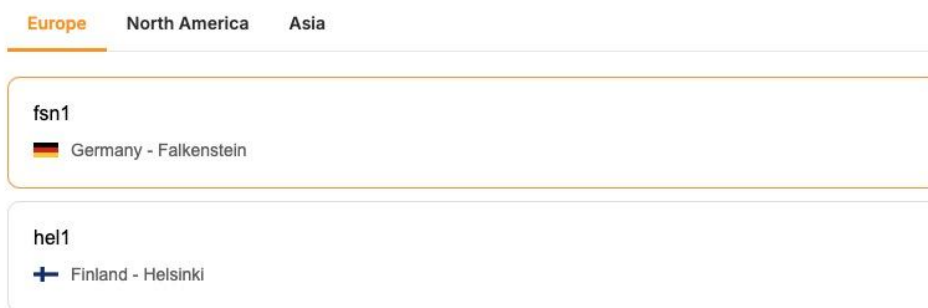 Europe North America Asia
fsn1
Germany - Falkenstein
hel1
Finland - Helsinki